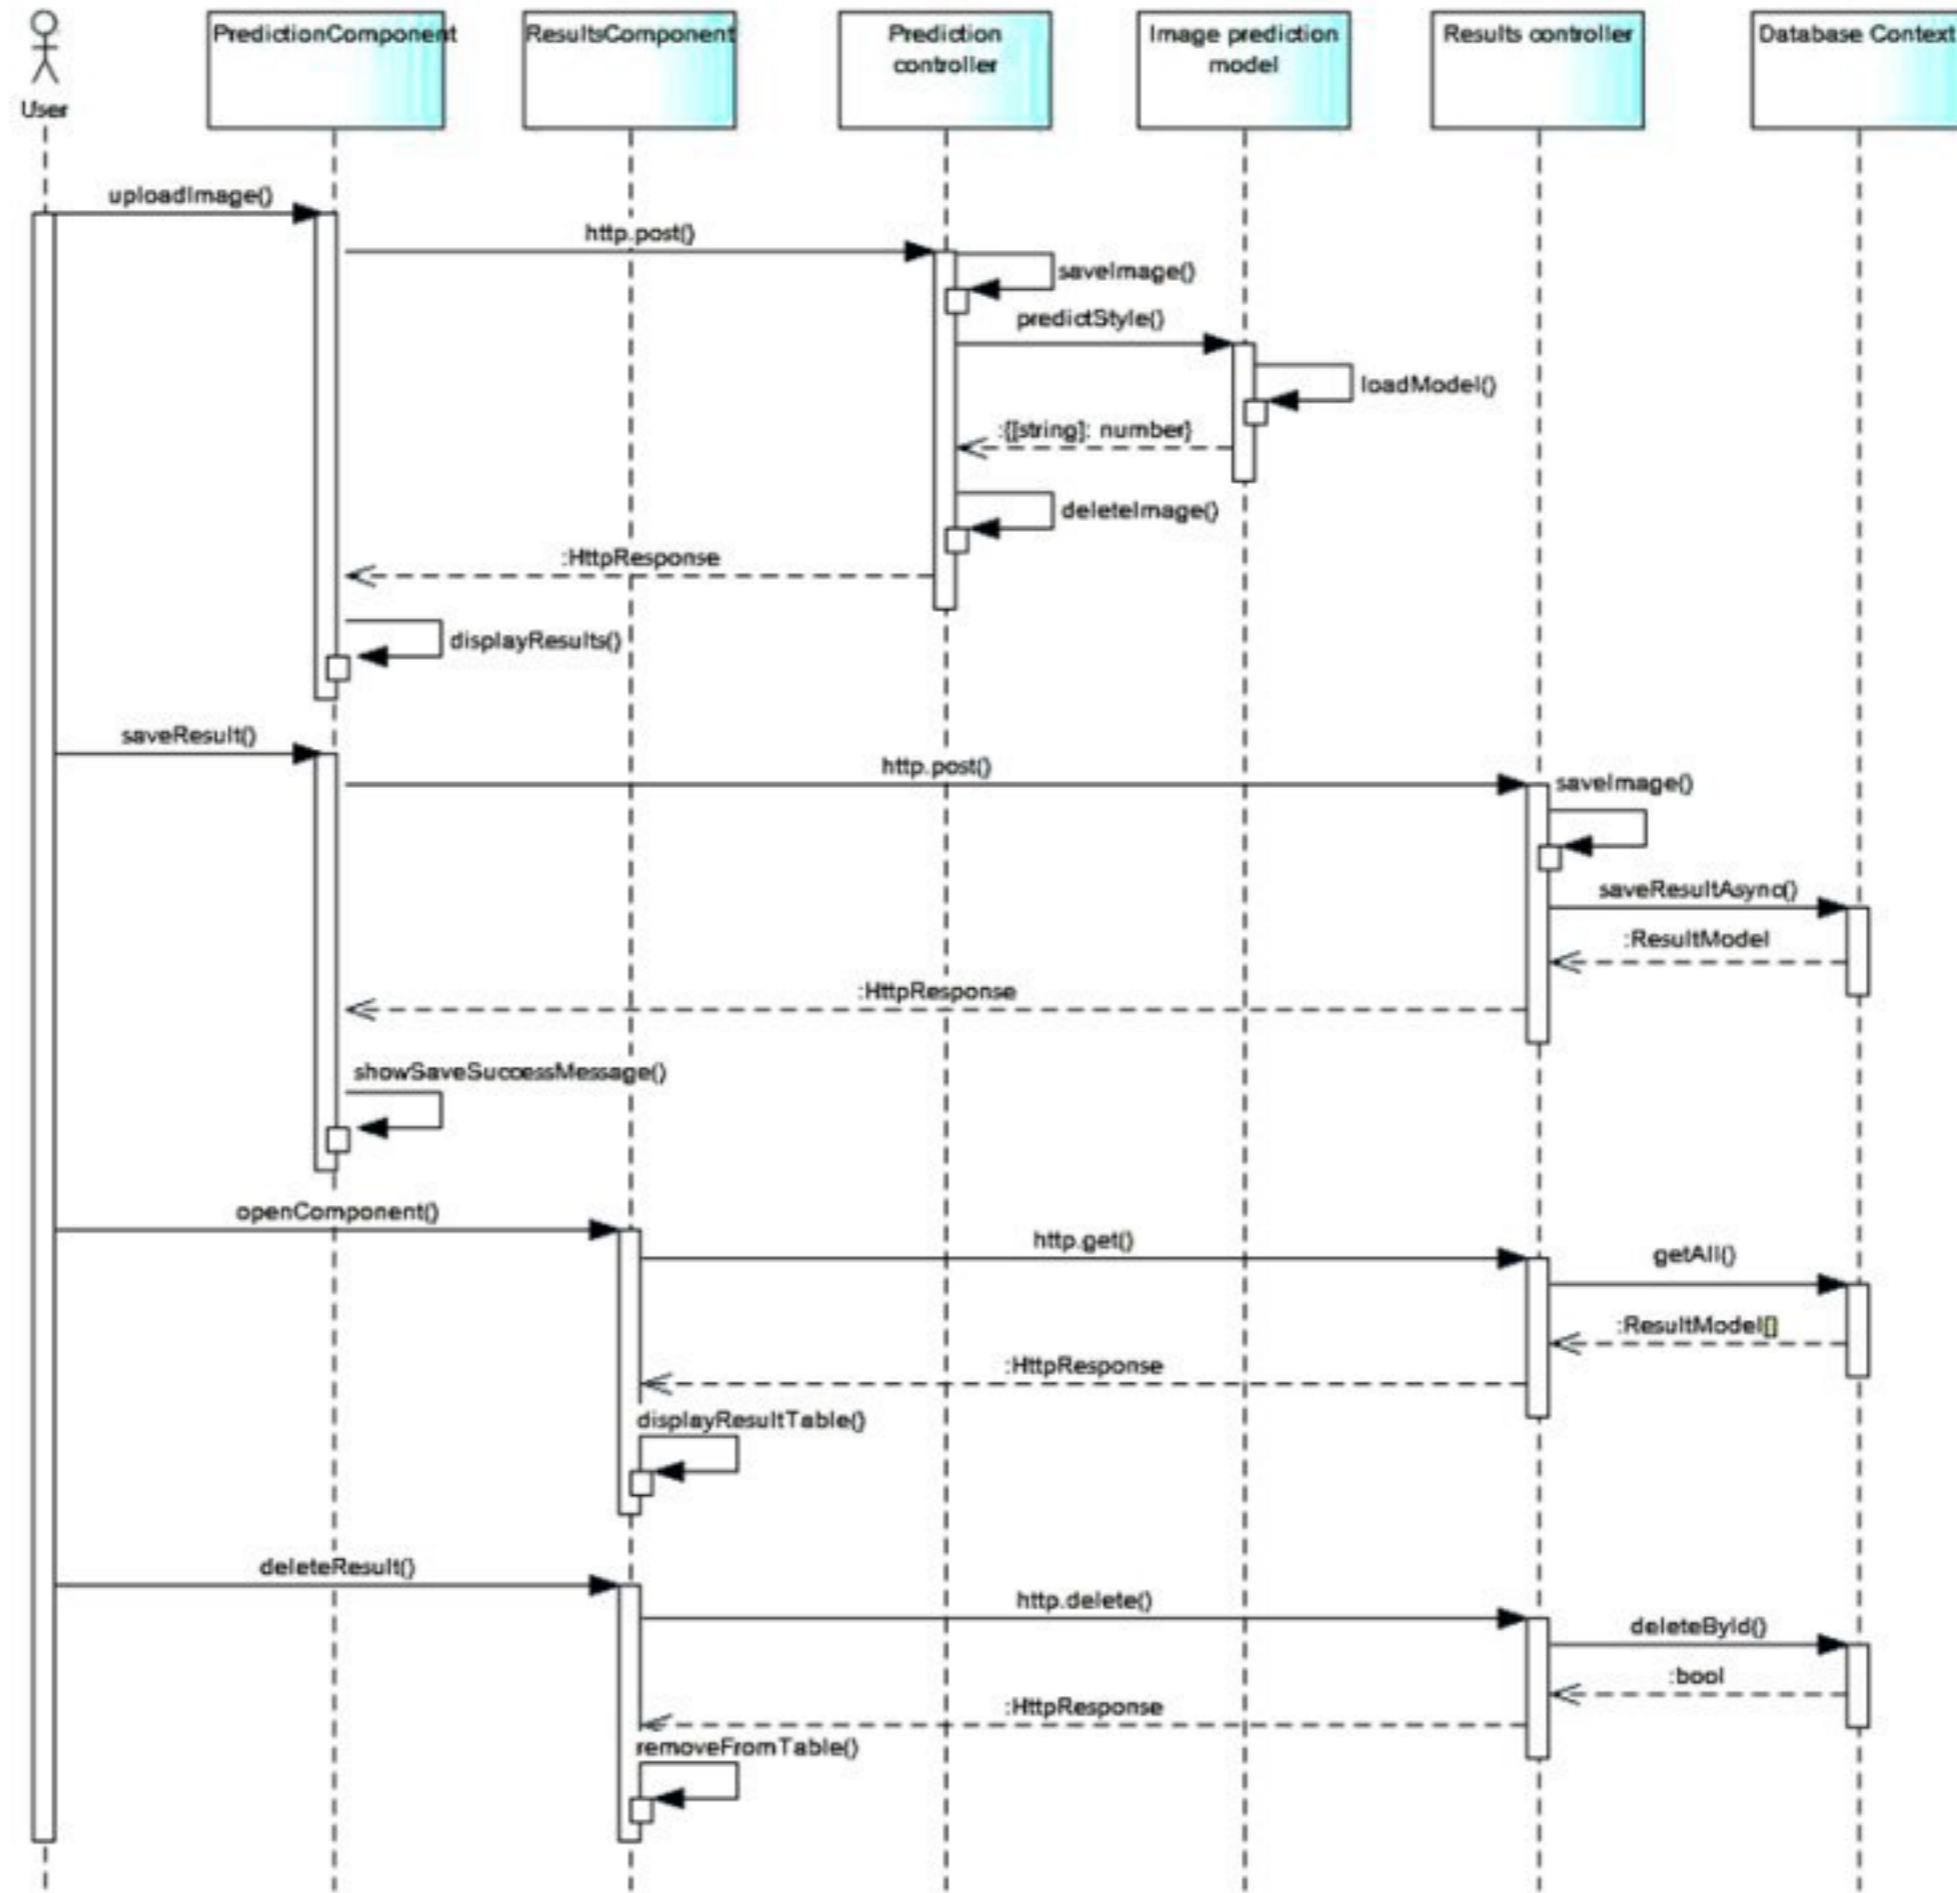 User
PredictionComponent
ResultsComponent
Prediction
controller
Image prediction
model
Results controller
Database Context
uploadImage()
http.post()
saveImage()
predictStyle()
loadModel()
:{[string]: number}
deleteImage()
:HttpResponse
displayResults()
saveResult()
http.post()
saveImage()
saveResultAsync()
:ResultModel
:HttpResponse
showSaveSuccessMessage()
openComponent()
http.get()
getAll()
:ResultModel[]
:HttpResponse
displayResultTable()
deleteResult()
http.delete()
deleteById()
:bool
:HttpResponse
removeFromTable()